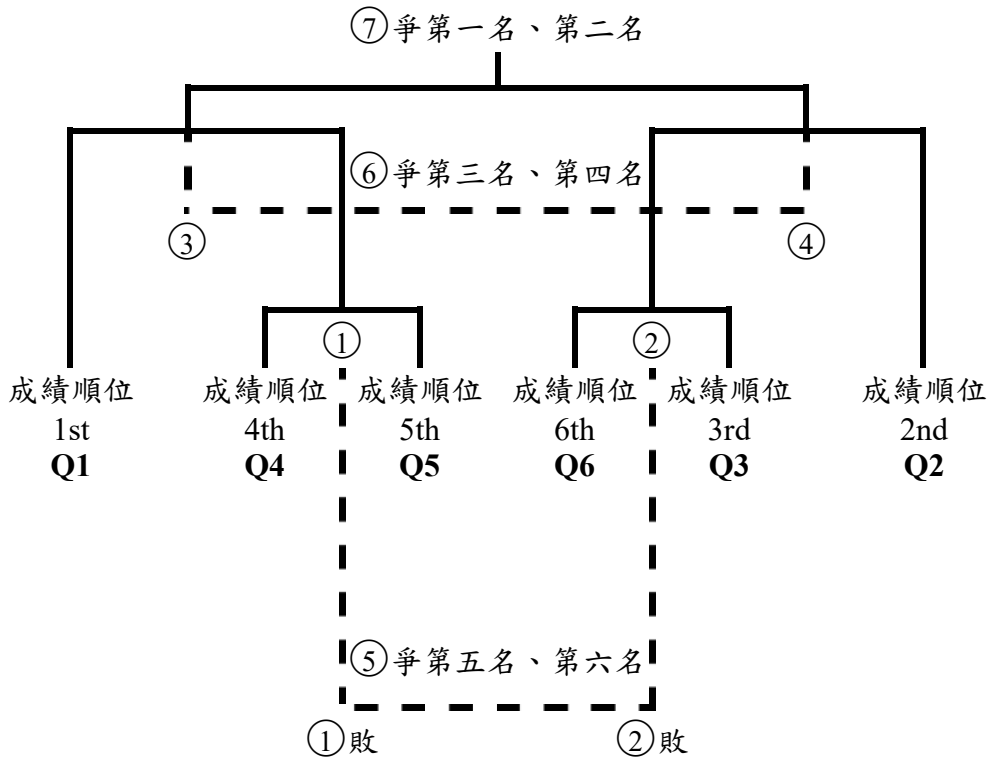 ⑦爭第一名、第二名
⑥爭第三名、第四名
③ ④
① ②
成績順位 成績順位 成績順位 成績順位 成績順位 成績順位
1st 4th 5th 6th 3rd 2nd
Q1 Q4 Q5 Q6 Q3 Q2
⑤爭第五名、第六名
①敗 ②敗